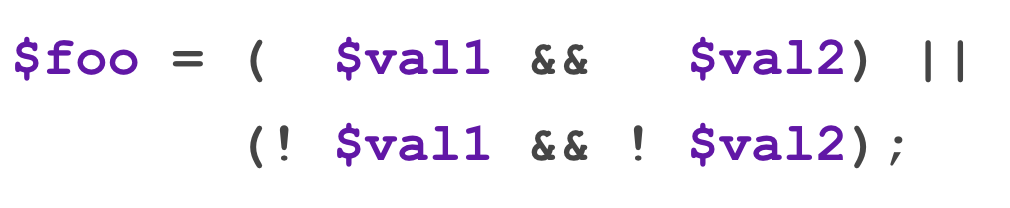 $foo = (  $val1 &&   $val2) ||
       (! $val1 && ! $val2);